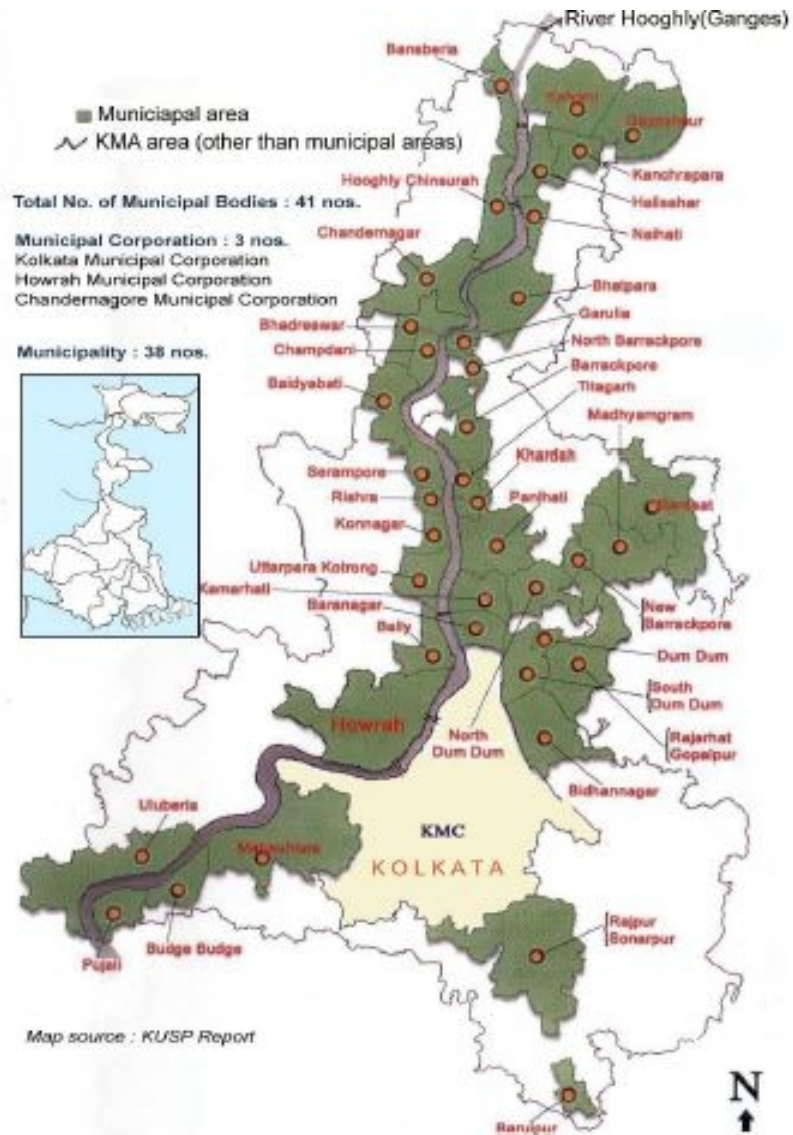 River Hooghly(Ganges)
Bansberia
Municiapal area
KMA area (other than municipal areas)
Kanchrapara
Hooghly Chinsurah
Halisahar
Total No. of Municipal Bodies : 41 nos.
Naihati
Chandernagar
Municipal Corporation : 3 nos.
Kolkata Municipal Corporation
Howrah Municipal Corporation
Chandernagore Municipal Corporation
Bhatpara
Garulia
Bhadreswar
North Barrackpore
Champdani
Municipality : 38 nos.
Barrackpore
Baidyabati
Titagarh
Madhyamgram
Serampore
Khardah
Rishra
Panihati
Konnagar
Uttarpara Kotrong
Kamarhati
Baranagar
New
Barrackpore
Bally
Dum Dum
South
Dum Dum
Howrah
North
Dum Dum
Rajarhat
Gopalpur
Bidhannagar
Uluberia
KMC
KOLKATA
Budge Budge
Pujali
Rajpur
Sonarpur
Map source : KUSP Report
N
Baruipur